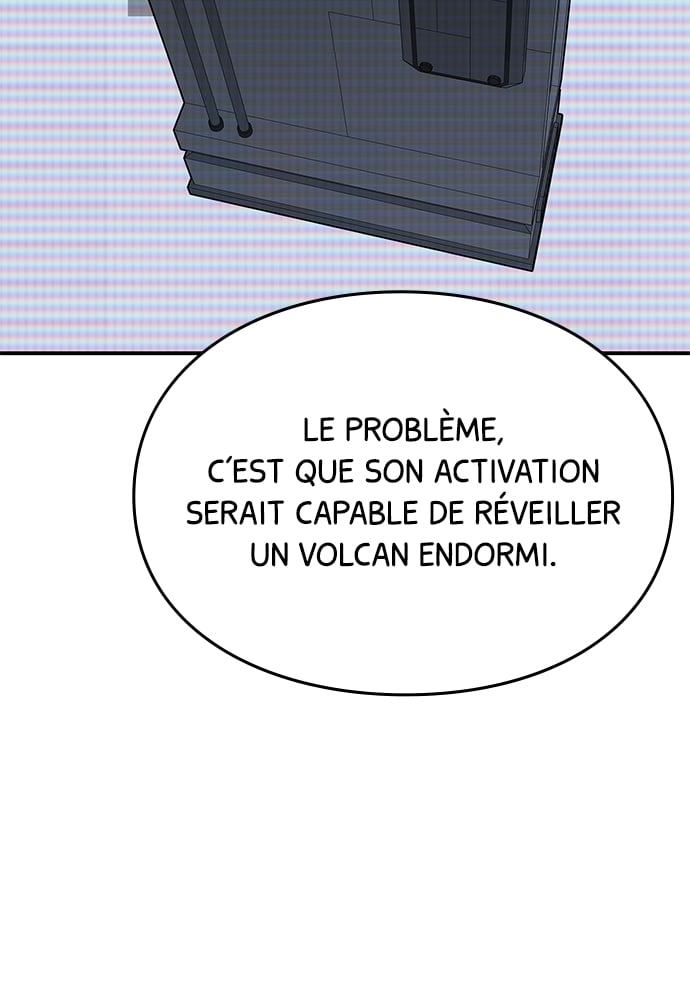 LE PROBLÈME,
C'EST QUE SON ACTIVATION
SERAIT CAPABLE DE RÉVEILLER
UN VOLCAN ENDORMI.